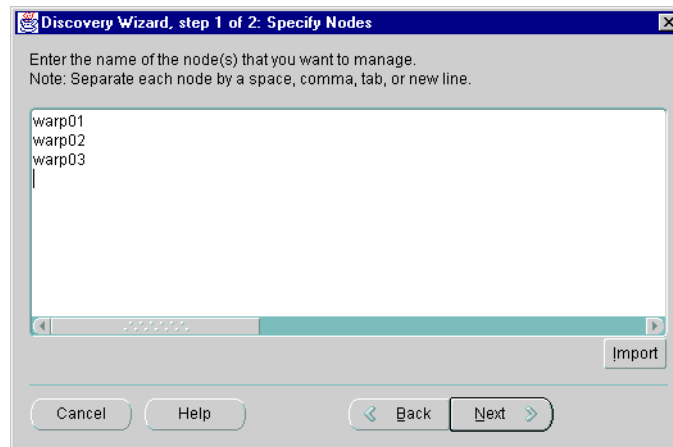 Discovery Wizard, step 1 of 2: Specify Nodes
Enter the name of the node(s) that you want to manage.
Note: Separate each node by a space, comma, tab, or new line.
warp01
warp02
warp03
Import
Cancel Help Back Next